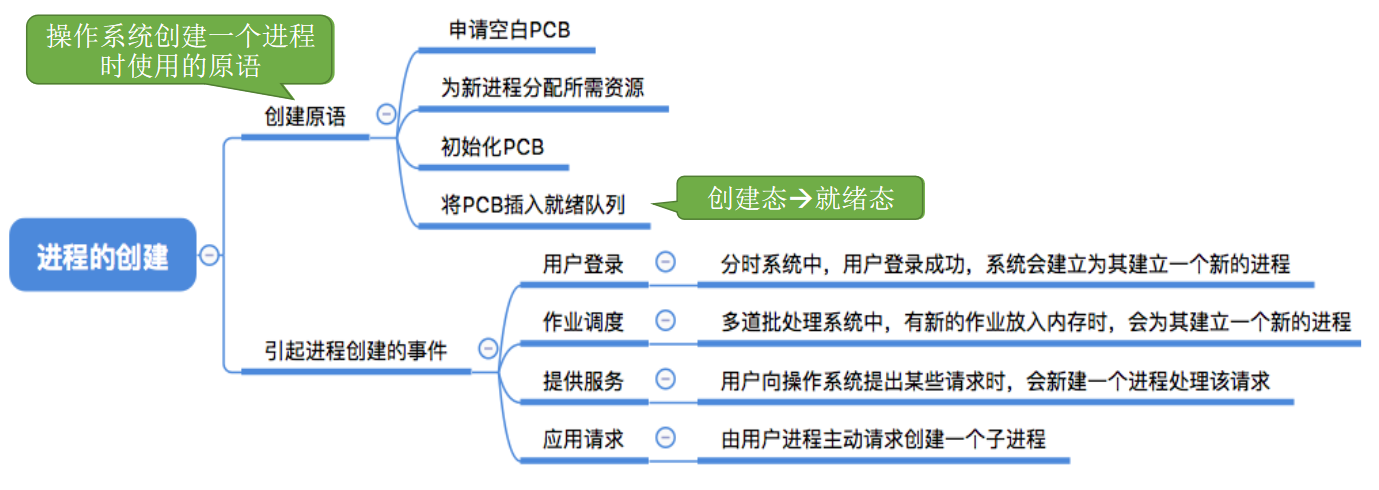 操作系统创建一个进程
时使用的原语
创建原语
申请空白PCB
为新进程分配所需资源
初始化PCB
将PCB插入就绪队列
创建态→就绪态
进程的创建
引起进程创建的事件
用户登录
分时系统中，用户登录成功，系统会建立为其建立一个新的进程
作业调度
多道批处理系统中，有新的作业放入内存时，会为其建立一个新的进程
提供服务
用户向操作系统提出某些请求时，会新建一个进程处理该请求
应用请求
由用户进程主动请求创建一个子进程